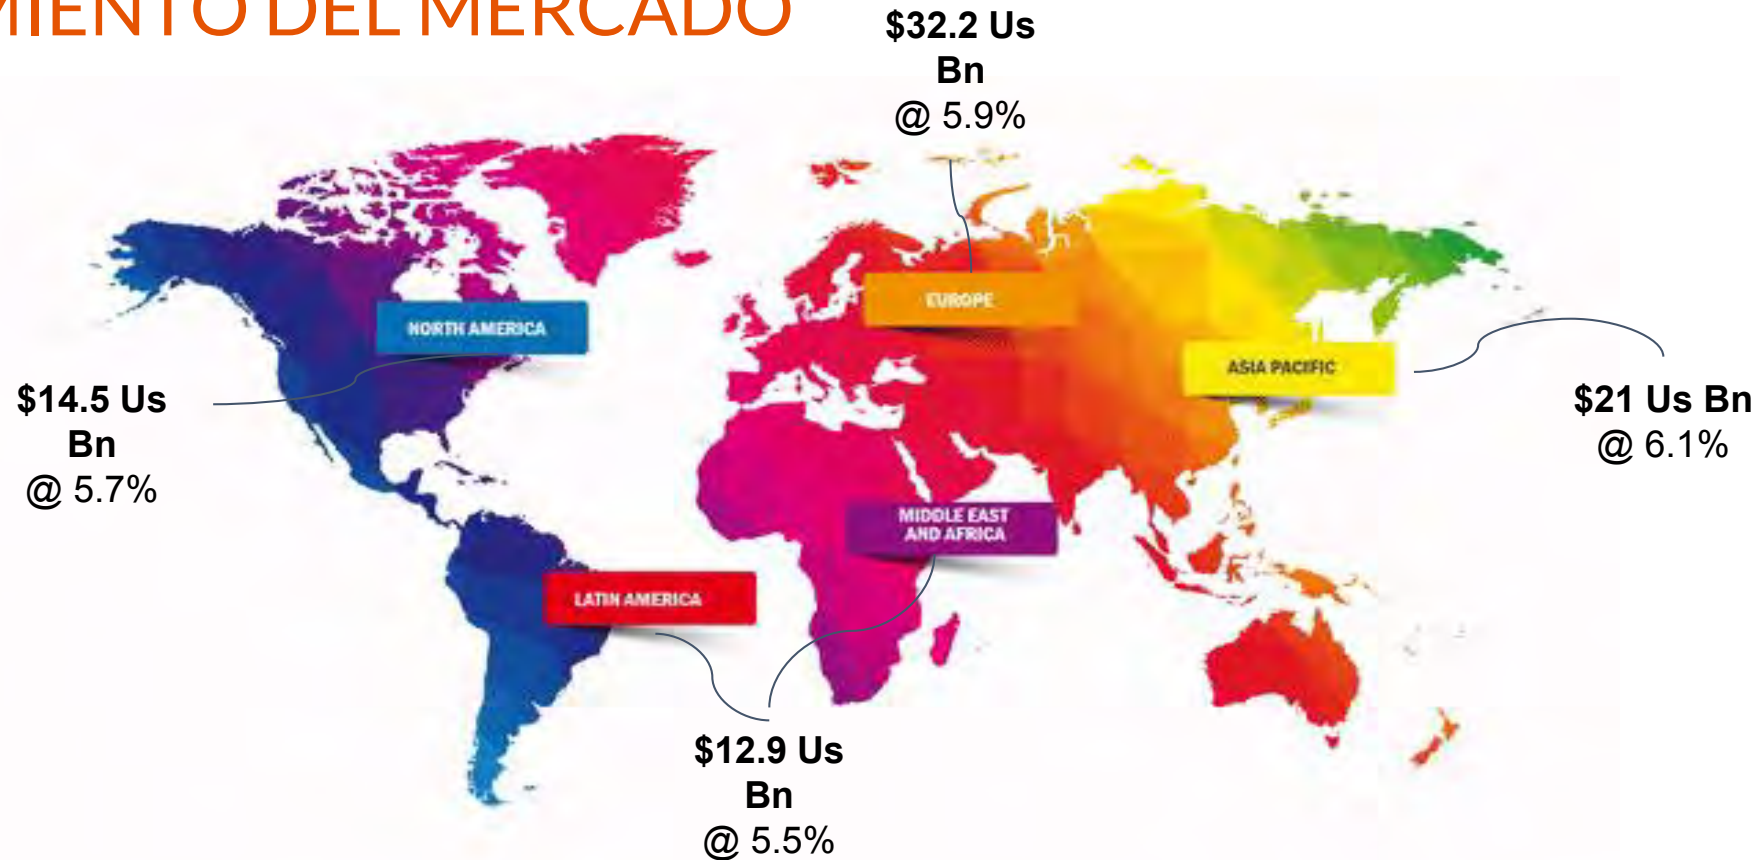 MIENTO DEL MERCADO
$32.2 Us
Bn
@ 5.9%
EUROPE
NORTH AMERICA
ASIA PACIFIC
$14.5 Us
Bn
@ 5.7%
$21 Us Bn
@ 6.1%
MIDDLE EAST
AND AFRICA
LATIN AMERICA
$12.9 Us
Bn
@ 5.5%